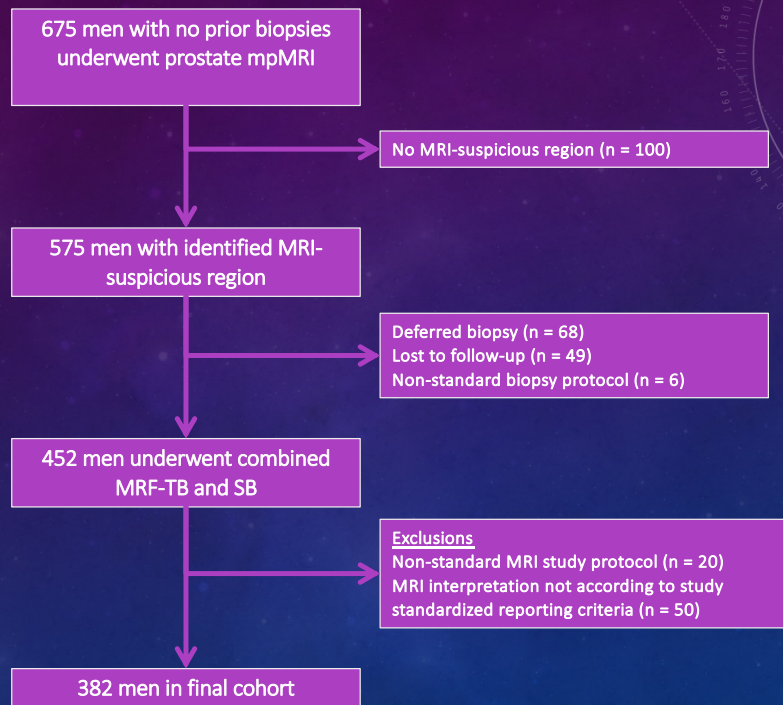 675 men with no prior biopsies
underwent prostate mpMRI
No MRI-suspicious region (n = 100)
575 men with identified MRI-
suspicious region
Deferred biopsy (n = 68)
Lost to follow-up (n = 49)
Non-standard biopsy protocol (n = 6)
452 men underwent combined
MRF-TB and SB
Exclusions
Non-standard MRI study protocol (n = 20)
MRI interpretation not according to study
standardized reporting criteria (n = 50)
382 men in final cohort
180
170
160